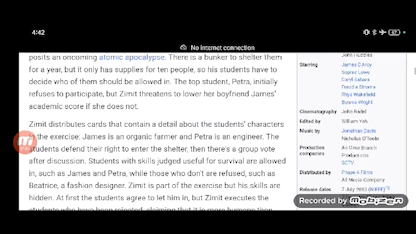 4:42
No internet connection
posits an oncoming atomic apocalypse. There is a bunker to shelter them
for a year, but it only has supplies for ten people, so his students have to
decide who of them should be allowed in. The top student, Petra, initially
refuses to participate, but Zimit threatens to lower her boyfriend James'
academic score if she does not.
Zimit distributes cards that contain a detail about the students' characters
the exercise: James is an organic farmer and Petra is an engineer. The
students defend their right to enter the shelter, then there's a group vote
after discussion. Students with skills judged useful for survival are allowed
in, such as James and Petra, while those who don't are refused, such as
Beatrice, a fashion designer. Zimit is part of the exercise but his skills are
hidden. At first the students agree to let him in, but Zimit executes the
Starring
James D'Arcy
Sophie Lowe
Daryl Sabara
Freddie Stroma
Rhys Wakefield
Bonnie Wright
Cinematography
John Radel
Edited by
William Yeh
Music by
Jonathan Davis
Nicholas O'Toole
Production
companies
An Olive Branch
Productions
SCTV
Distributed by
Phase 4 Films
Release dates
7 July 2013
Recorded by
mobizen